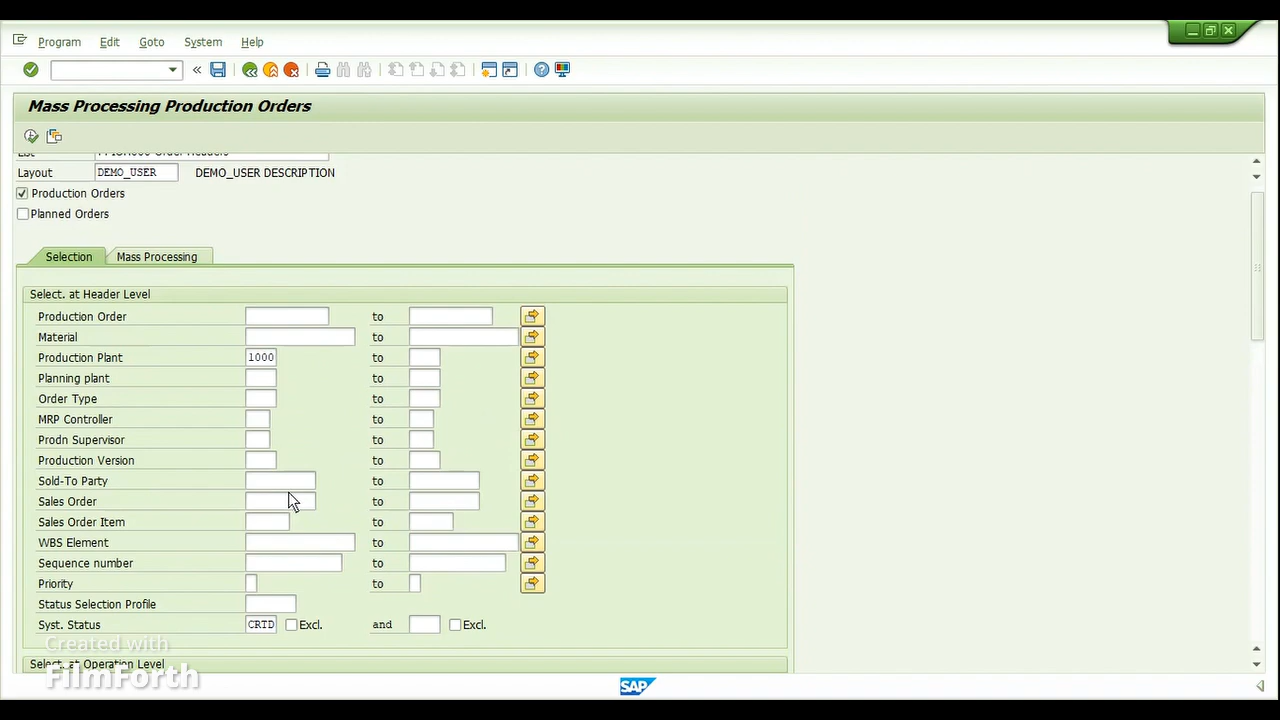 Program Edit Goto System Help
Mass Processing Production Orders
Layout DEMO_USER DEMO_USER DESCRIPTION
Production Orders
Planned Orders
Selection Mass Processing
Select. at Header Level
Production Order to
Material to
Production Plant 1000 to
Planning plant to
Order Type to
MRP Controller to
Prodn Supervisor to
Production Version to
Sold-To Party to
Sales Order to
Sales Order Item to
WBS Element to
Sequence number to
Priority to
Status Selection Profile
Syst. Status CRTD Excl. and Excl.
Created with
Select. at Operation Level
FilmForth
SAP